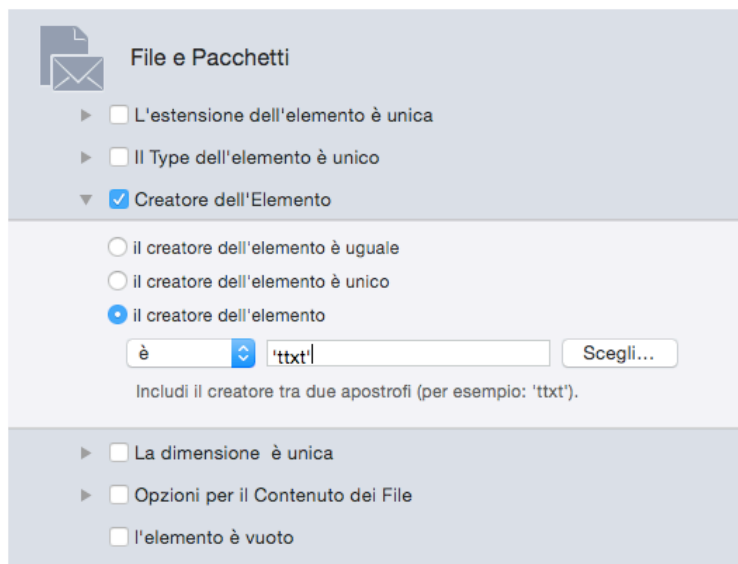 File e Pacchetti
L'estensione dell'elemento è unica
Il Type dell'elemento è unico
Creatore dell'Elemento
il creatore dell'elemento è uguale
il creatore dell'elemento è unico
il creatore dell'elemento
è 'ttxt' Scegli...
Includi il creatore tra due apostrofi (per esempio: 'ttxt').
La dimensione è unica
Opzioni per il Contenuto dei File
l'elemento è vuoto